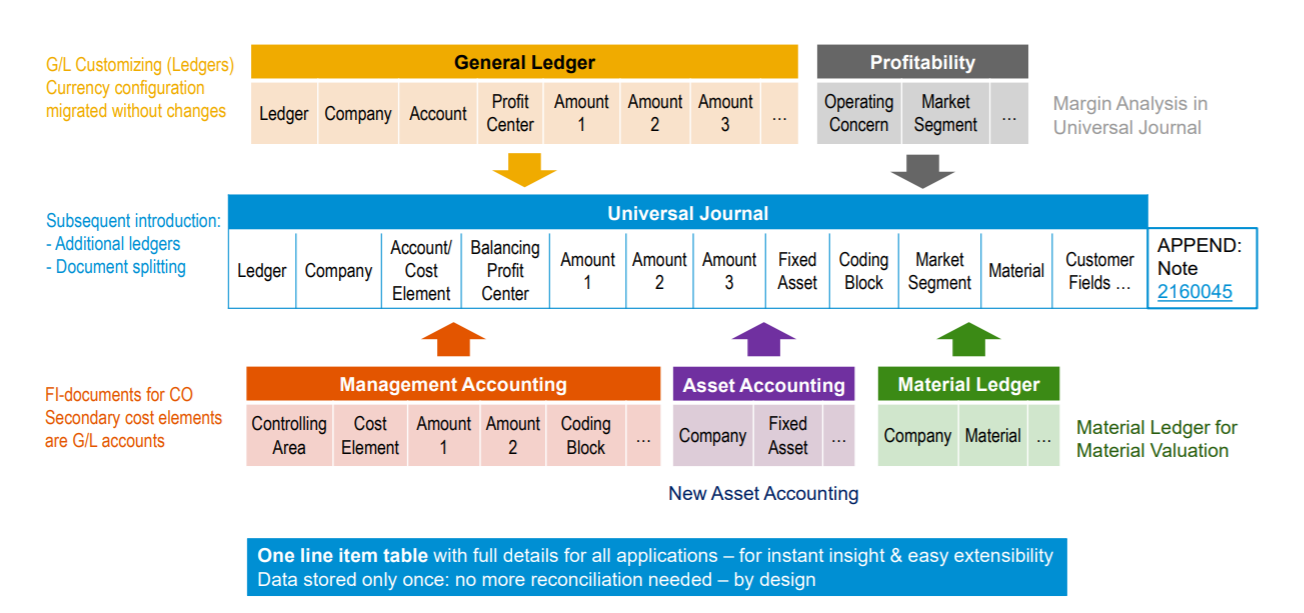 G/L Customizing (Ledgers)
Currency configuration
migrated without changes
General Ledger
Ledger
Company
Account
Profit
Center
Amount
1
Amount
2
Amount
3
...
Profitability
Operating
Concern
Market
Segment
...
Margin Analysis in
Universal Journal
Subsequent introduction:
- Additional ledgers
- Document splitting
Universal Journal
Ledger
Company
Account/
Cost
Element
Balancing
Profit
Center
Amount
1
Amount
2
Amount
3
Fixed
Asset
Coding
Block
Market
Segment
Material
Customer
Fields ...
APPEND:
Note
2160045
FI-documents for CO
Secondary cost elements
are G/L accounts
Management Accounting
Controlling
Area
Cost
Element
Amount
1
Amount
2
Coding
Block
...
Asset Accounting
Company
Fixed
Asset
...
Material Ledger
Company
Material
...
Material Ledger for
Material Valuation
New Asset Accounting
One line item table with full details for all applications – for instant insight & easy extensibility
Data stored only once: no more reconciliation needed – by design